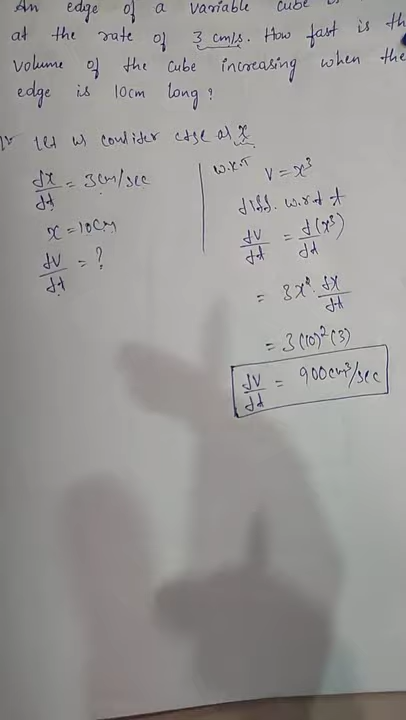 An edge of a variable cube
at the rate of 3 cm/s. How fast is th
volume of the cube increasing when the
edge is 10cm long ?
Let us consider edge as x
dx/dt = 3cm/sec
x = 10cm
dV/dt = ?
W.K.T V = x³
diff. w.r.t t
dV/dt = d(x³)/dt
= 3x². dx/dt
= 3(10)²(3)
dV/dt = 900cm³/sec